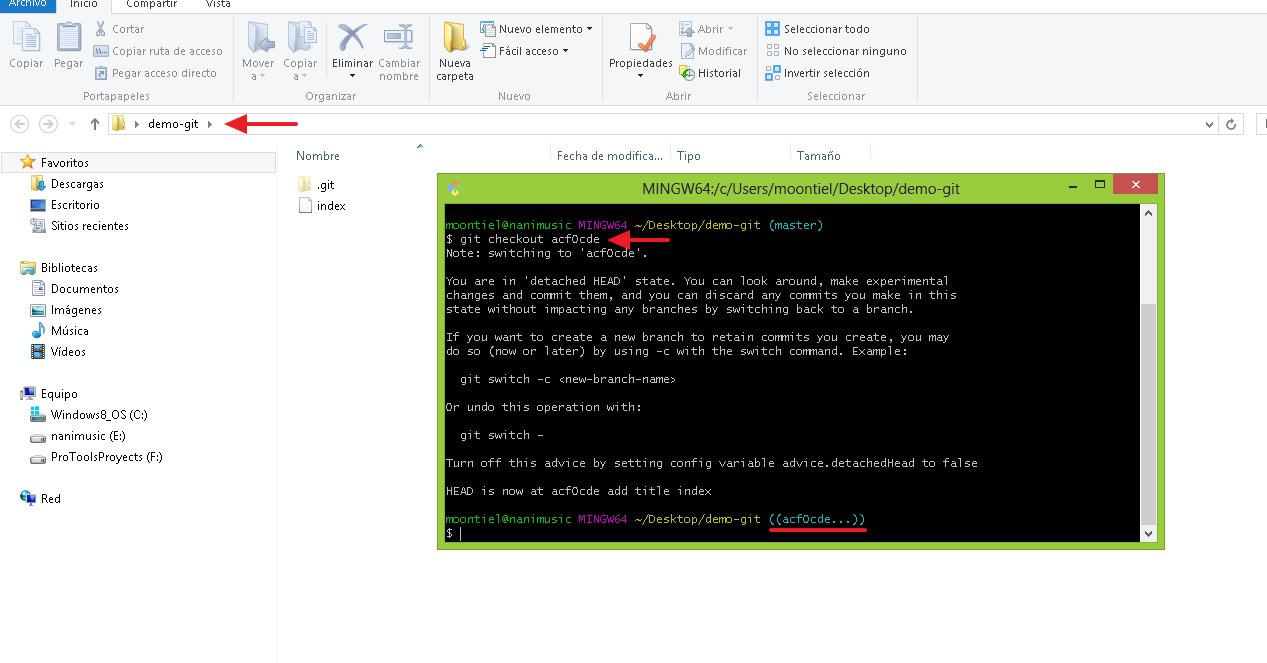 Archivo Inicio Compartir Vista
Copiar
Pegar
Cortar
Copiar ruta de acceso
Pegar acceso directo
Portapapeles
Mover a
Copiar a
Eliminar
Cambiar nombre
Organizar
Nueva carpeta
Nuevo elemento
Fácil acceso
Nuevo
Propiedades
Abrir
Modificar
Historial
Abrir
Seleccionar todo
No seleccionar ninguno
Invertir selección
Seleccionar
demo-git
Favoritos
Descargas
Escritorio
Sitios recientes
Bibliotecas
Documentos
Imágenes
Música
Vídeos
Equipo
Windows8_OS (C:)
nanimusic (E:)
ProToolsProyects (F:)
Red
Nombre Fecha de modifica... Tipo Tamaño
.git
index
MINGW64:/c/Users/moontiel/Desktop/demo-git
moontiel@nanimusic MINGW64 ~/Desktop/demo-git (master)
$ git checkout acf0cde
Note: switching to 'acf0cde'.
You are in 'detached HEAD' state. You can look around, make experimental
changes and commit them, and you can discard any commits you make in this
state without impacting any branches by switching back to a branch.
If you want to create a new branch to retain commits you create, you may
do so (now or later) by using -c with the switch command. Example:
git switch -c <new-branch-name>
Or undo this operation with:
git switch -
Turn off this advice by setting config variable advice.detachedHead to false
HEAD is now at acf0cde add title index
moontiel@nanimusic MINGW64 ~/Desktop/demo-git ((acf0cde...))
$